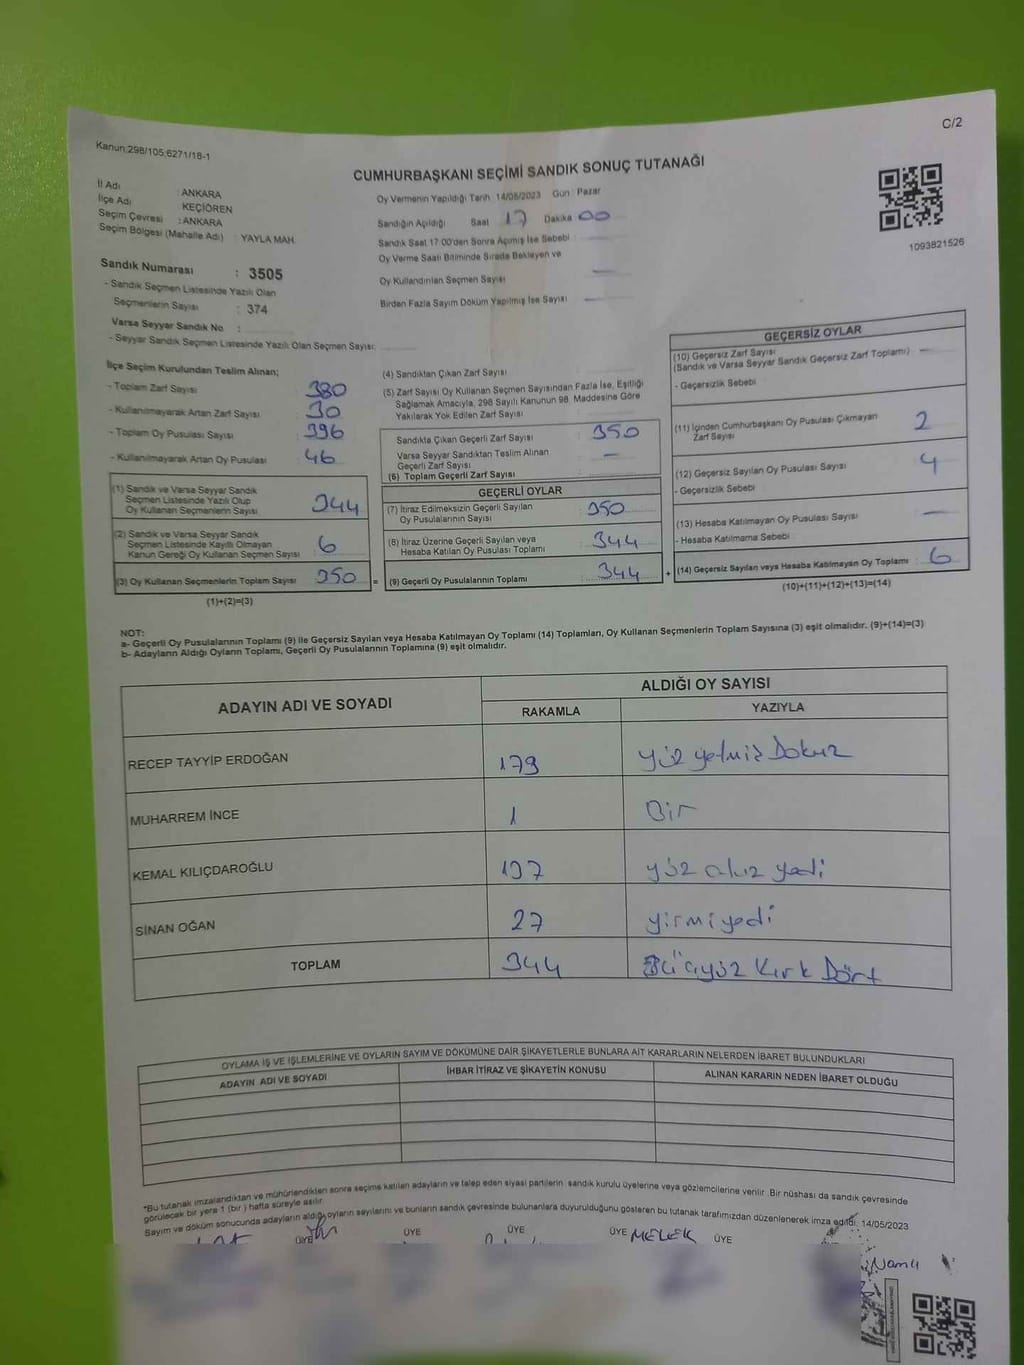 C/2
Kanun:298/105;6271/18-1
CUMHURBAŞKANI SEÇİMİ SANDIK SONUÇ TUTANAĞI
İl Adı : ANKARA
İlçe Adı : KEÇİÖREN
Seçim Çevresi : ANKARA
Seçim Bölgesi (Mahalle Adı) : YAYLA MAH.
Sandık Numarası : 3505
- Sandık Seçmen Listesinde Yazılı Olan
Seçmenlerin Sayısı : 374
Varsa Seyyar Sandık No :
- Seyyar Sandık Seçmen Listesinde Yazılı Olan Seçmen Sayısı:
Oy Vermenin Yapıldığı Tarih 14/05/2023 Gün : Pazar
Sandığın Açıldığı Saat 17 Dakika 00
Sandık Saat 17.00'den Sonra Açılmış İse Sebebi
Oy Verme Saati Bitiminde Sırada Bekleyen ve
Oy Kullandırılan Seçmen Sayısı —
Birden Fazla Sayım Döküm Yapılmış İse Sayısı —
1093821526
İlçe Seçim Kurulundan Teslim Alınan;
- Toplam Zarf Sayısı : 380
- Kullanılmayarak Artan Zarf Sayısı : 30
- Toplam Oy Pusulası Sayısı : 396
- Kullanılmayarak Artan Oy Pusulası : 46
(1) Sandık ve Varsa Seyyar Sandık
Seçmen Listesinde Yazılı Olup
Oy Kullanan Seçmenlerin Sayısı : 344
(2) Sandık ve Varsa Seyyar Sandık
Seçmen Listesinde Kayıtlı Olmayan
Kanun Gereği Oy Kullanan Seçmen Sayısı : 6
(3) Oy Kullanan Seçmenlerin Toplam Sayısı : 350 =
(1)+(2)=(3)
(4) Sandıktan Çıkan Zarf Sayısı
(5) Zarf Sayısı Oy Kullanan Seçmen Sayısından Fazla İse, Eşitliği
Sağlamak Amacıyla, 298 Sayılı Kanunun 98. Maddesine Göre
Yakılarak Yok Edilen Zarf Sayısı :
Sandıkta Çıkan Geçerli Zarf Sayısı : 350
Varsa Seyyar Sandıktan Teslim Alınan
Geçerli Zarf Sayısı : —
(6) Toplam Geçerli Zarf Sayısı :
GEÇERLİ OYLAR
(7) İtiraz Edilmeksizin Geçerli Sayılan
Oy Pusulalarının Sayısı : 350
(8) İtiraz Üzerine Geçerli Sayılan veya
Hesaba Katılan Oy Pusulası Toplamı : 344
(9) Geçerli Oy Pusulalarının Toplamı : 344 +
GEÇERSİZ OYLAR
(10) Geçersiz Zarf Sayısı
(Sandık ve Varsa Seyyar Sandık Geçersiz Zarf Toplamı) : —
- Geçersizlik Sebebi
(11) İçinden Cumhurbaşkanı Oy Pusulası Çıkmayan
Zarf Sayısı : 2
(12) Geçersiz Sayılan Oy Pusulası Sayısı : 4
- Geçersizlik Sebebi
(13) Hesaba Katılmayan Oy Pusulası Sayısı : —
- Hesaba Katılmama Sebebi
(14) Geçersiz Sayılan veya Hesaba Katılmayan Oy Toplamı : 6
(10)+(11)+(12)+(13)=(14)
NOT:
a- Geçerli Oy Pusulalarının Toplamı (9) ile Geçersiz Sayılan veya Hesaba Katılmayan Oy Toplamı (14) Toplamları, Oy Kullanan Seçmenlerin Toplam Sayısına (3) eşit olmalıdır. (9)+(14)=(3)
b- Adayların Aldığı Oyların Toplamı, Geçerli Oy Pusulalarının Toplamına (9) eşit olmalıdır.
ADAYIN ADI VE SOYADI ALDIĞI OY SAYISI
RAKAMLA YAZIYLA
RECEP TAYYİP ERDOĞAN 179 yüz yetmiş Dokuz
MUHARREM İNCE 1 Bir
KEMAL KILIÇDAROĞLU 137 yüz otuz yedi
SİNAN OĞAN 27 yirmi yedi
TOPLAM 344 Üçyüz Kırk Dört
OYLAMA İŞ VE İŞLEMLERİNE VE OYLARIN SAYIM VE DÖKÜMÜNE DAİR ŞİKAYETLERLE BUNLARA AİT KARARLARIN NELERDEN İBARET BULUNDUKLARI
ADAYIN ADI VE SOYADI İHBAR İTİRAZ VE ŞİKAYETİN KONUSU ALINAN KARARIN NEDEN İBARET OLDUĞU
*Bu tutanak imzalandıktan ve mühürlendikten sonra seçime katılan adayların ve talep eden siyasi partilerin sandık kurulu üyelerine veya gözlemcilerine verilir. Bir nüshası da sandık çevresinde
görülecek bir yere 1 (bir) hafta süreyle asılır.
Sayım ve döküm sonucunda adayların aldığı oyların sayılarını ve bunların sandık çevresinde bulunanlara duyurulduğunu gösteren bu tutanak tarafımızdan düzenlenerek imza edildi. 14/05/2023
ÜYE ÜYE ÜYE ÜYE MELEK ÜYE
Namlı